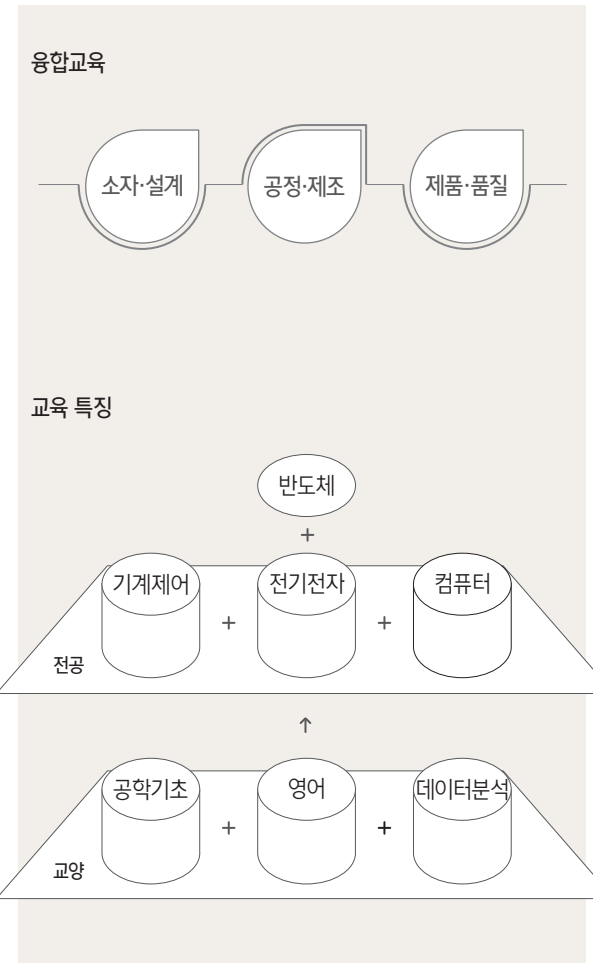 융합교육
소자·설계 공정·제조 제품·품질
교육 특징
반도체
+
기계제어 + 전기전자 + 컴퓨터
전공
↑
공학기초 + 영어 + 데이터분석
교양